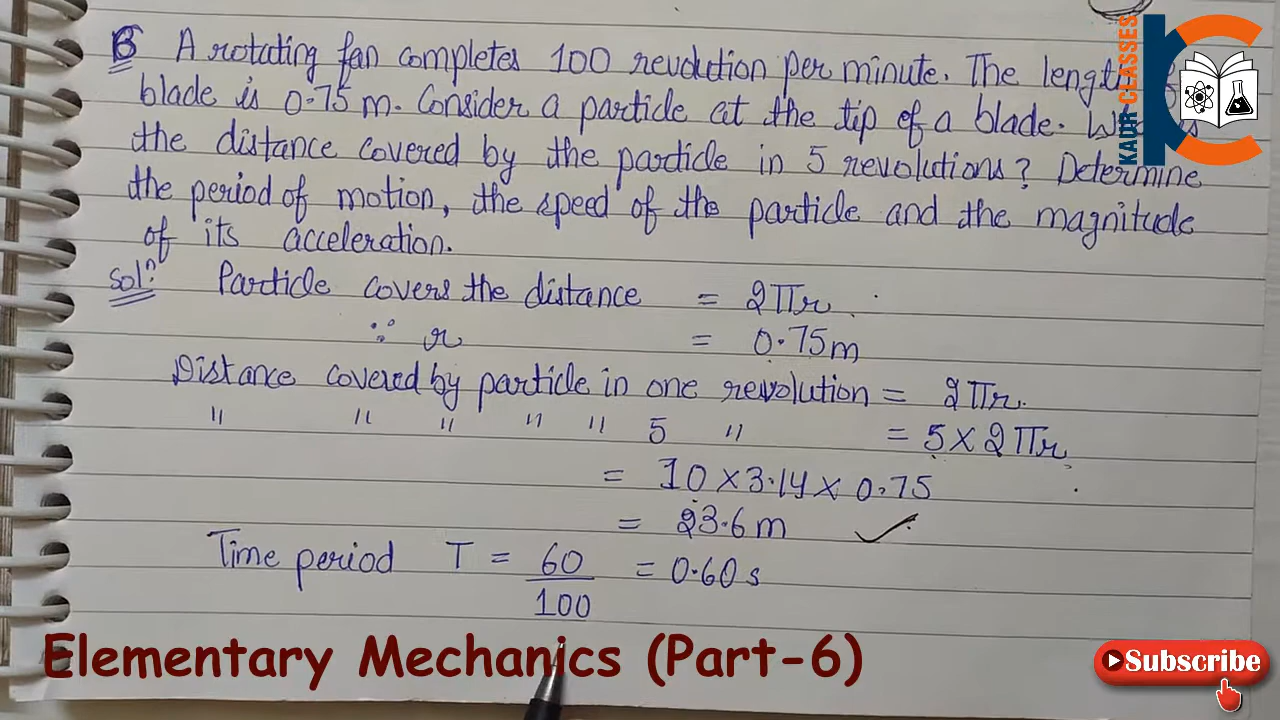 B A rotating fan completes 100 revolution per minute. The length of
blade is 0.75 m. Consider a particle at the tip of a blade.
the distance covered by the particle in 5 revolutions? Determine
the period of motion, the speed of the particle and the magnitude
of its acceleration.
Sol? Particle covers the distance = 2πr.
∵ r = 0.75m
Distance covered by particle in one revolution = 2πr.
" " " " " 5 " = 5×2πr
= 10×3.14×0.75
= 23.6 m
Time period T = 60/100 = 0.60 s
KAUR CLASSES
Elementary Mechanics (Part-6)
Subscribe